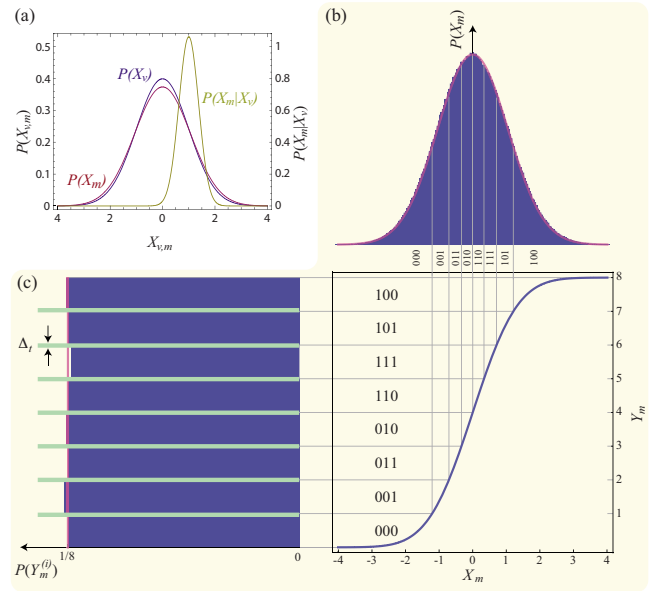 (a)
0.5
0.4
0.3
0.2
0.1
0
P(X_{v,m})
P(X_v)
P(X_m|X_v)
P(X_m)
1
0.8
0.6
0.4
0.2
0
P(X_m|X_v)
4 2 0 2 4
X_{v,m}
(b)
P(X_m)
000 001 011 010 110 111 101 100
(c)
Δ_t
1/8 0
P(Y_m^{(i)})
100
101
111
110
010
011
001
000
8
7
6
5
4
3
2
1
Y_m
-4 -3 -2 -1 0 1 2 3 4
X_m